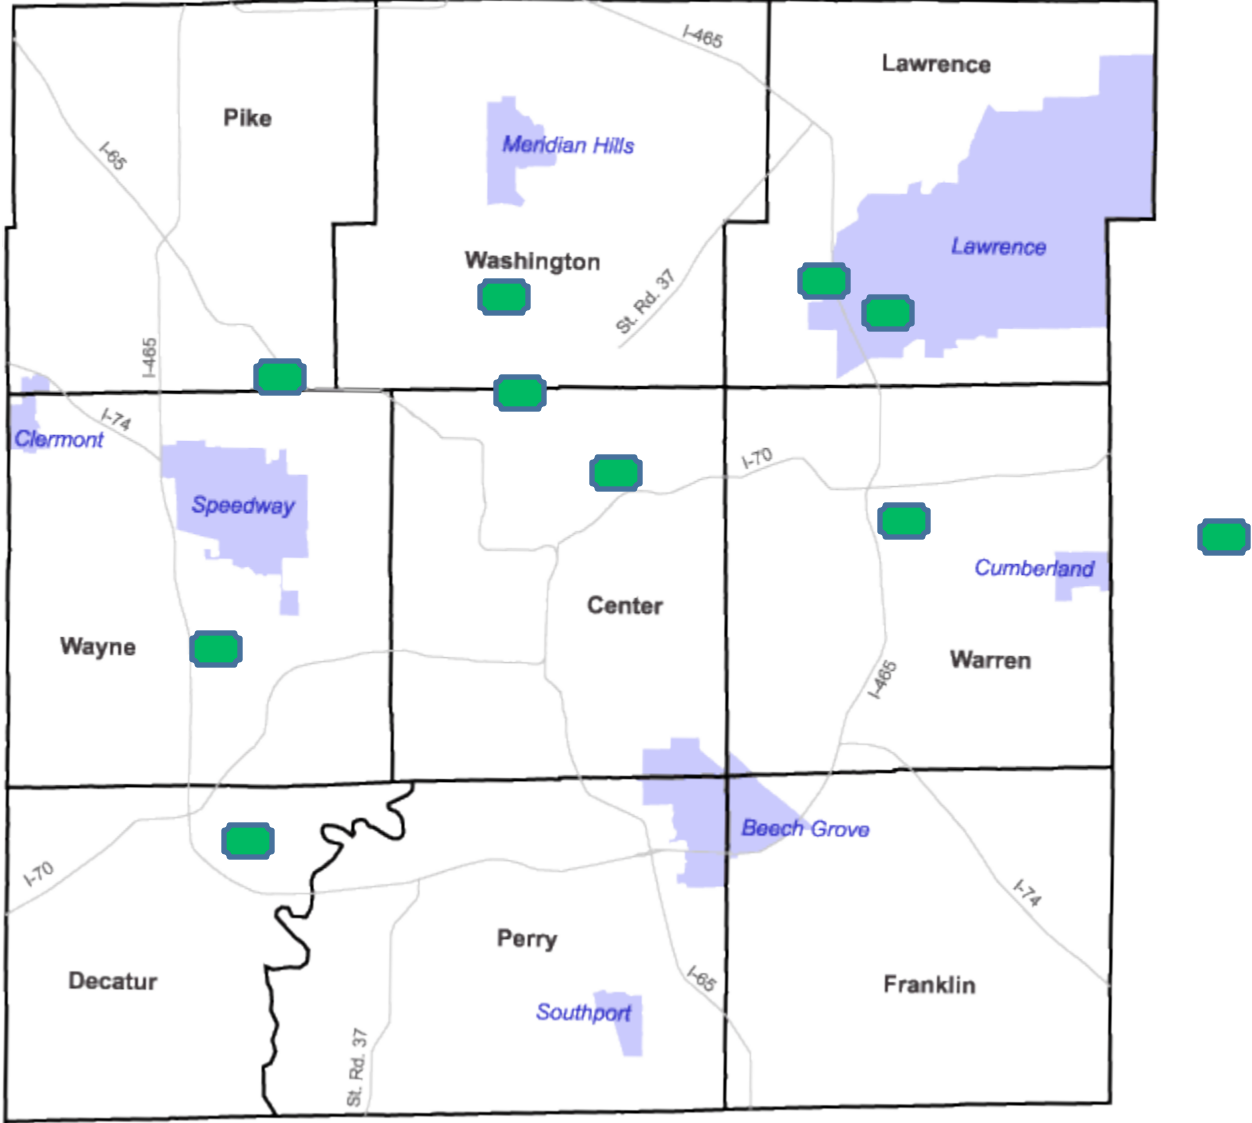 I-465
Lawrence
Pike
Meridian Hills
I-65
Lawrence
Washington
St. Rd. 37
I-465
I-74
Clermont
I-70
Speedway
Cumberland
Center
Wayne
Warren
I-465
Beech Grove
I-70
I-74
Perry
Decatur
I-65
Franklin
Southport
St. Rd. 37